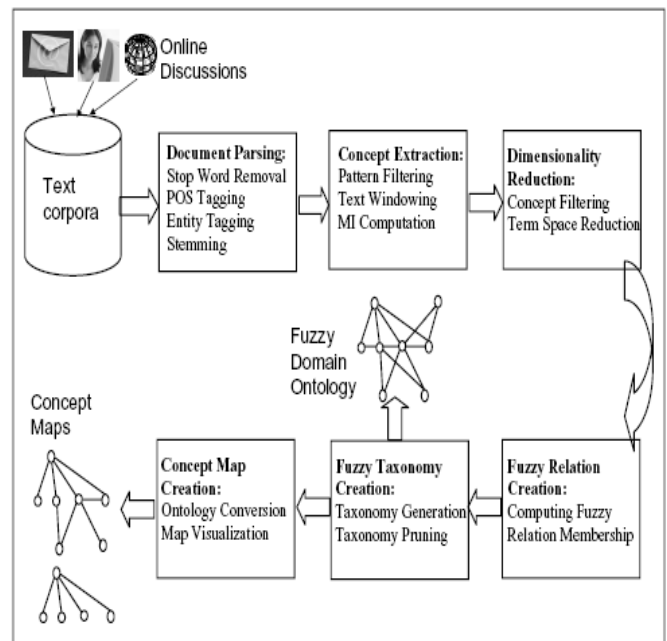 Online
Discussions
Text
corpora
Document Parsing:
Stop Word Removal
POS Tagging
Entity Tagging
Stemming
Concept Extraction:
Pattern Filtering
Text Windowing
MI Computation
Dimensionality
Reduction:
Concept Filtering
Term Space Reduction
Fuzzy
Domain
Ontology
Concept
Maps
Concept Map
Creation:
Ontology Conversion
Map Visualization
Fuzzy Taxonomy
Creation:
Taxonomy Generation
Taxonomy Pruning
Fuzzy Relation
Creation:
Computing Fuzzy
Relation Membership